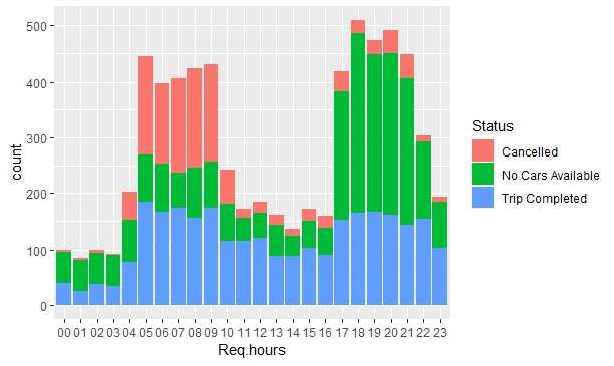 500
400
300
200
100
0
count
00 01 02 03 04 05 06 07 08 09 10 11 12 13 14 15 16 17 18 19 20 21 22 23
Req.hours
Status
Cancelled
No Cars Available
Trip Completed